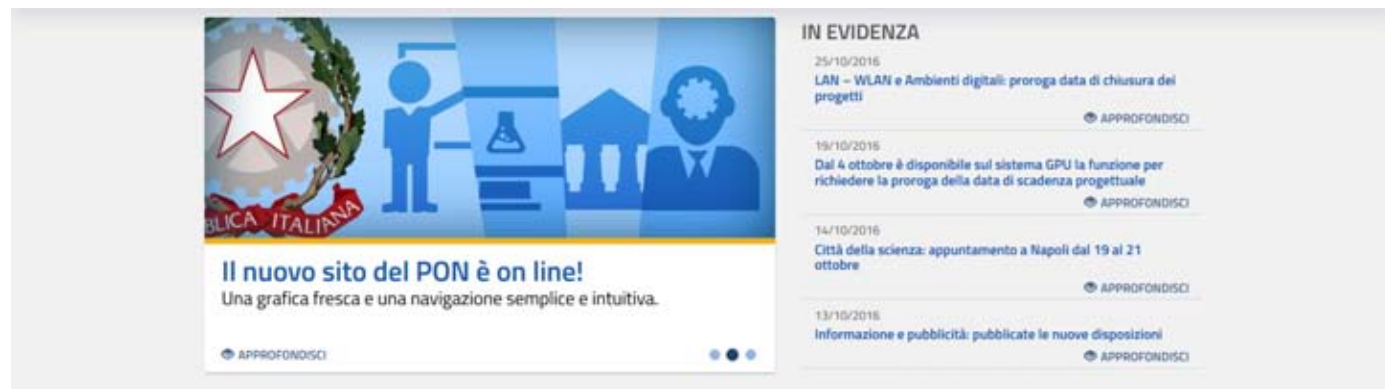 BLICA ITALIANA
Il nuovo sito del PON è on line!
Una grafica fresca e una navigazione semplice e intuitiva.
APPROFONDISCI
IN EVIDENZA
25/10/2016
LAN – WLAN e Ambienti digitali: proroga data di chiusura dei
progetti
APPROFONDISCI
19/10/2016
Dal 4 ottobre è disponibile sul sistema GPU la funzione per
richiedere la proroga della data di scadenza progettuale
APPROFONDISCI
14/10/2016
Città della scienza: appuntamento a Napoli dal 19 al 21
ottobre
APPROFONDISCI
13/10/2016
Informazione e pubblicità: pubblicate le nuove disposizioni
APPROFONDISCI